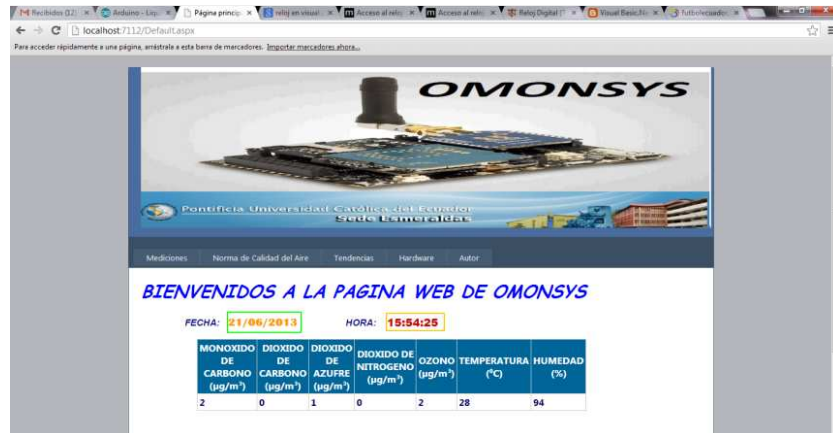 Recibidos (12)
Arduino - Liqu
Página princip
reloj en visual
Acceso al reloj
Acceso al reloj
Reloj Digital
Visual Basic.Ne
futbolecuador.
localhost:7112/Default.aspx
Para acceder rápidamente a una página, arrástrala a esta barra de marcadores. Importar marcadores ahora...
OMONSYS
Pontificia Universidad Católica del Ecuador
Sede Esmeraldas
Mediciones Norma de Calidad del Aire Tendencias Hardware Autor
BIENVENIDOS A LA PAGINA WEB DE OMONSYS
FECHA: 21/06/2013 HORA: 15:54:25
MONOXIDO DE CARBONO (µg/m³) DIOXIDO DE CARBONO (µg/m³) DIOXIDO DE AZUFRE (µg/m³) DIOXIDO DE NITROGENO (µg/m³) OZONO (µg/m³) TEMPERATURA (°C) HUMEDAD (%)
2 0 1 0 2 28 94